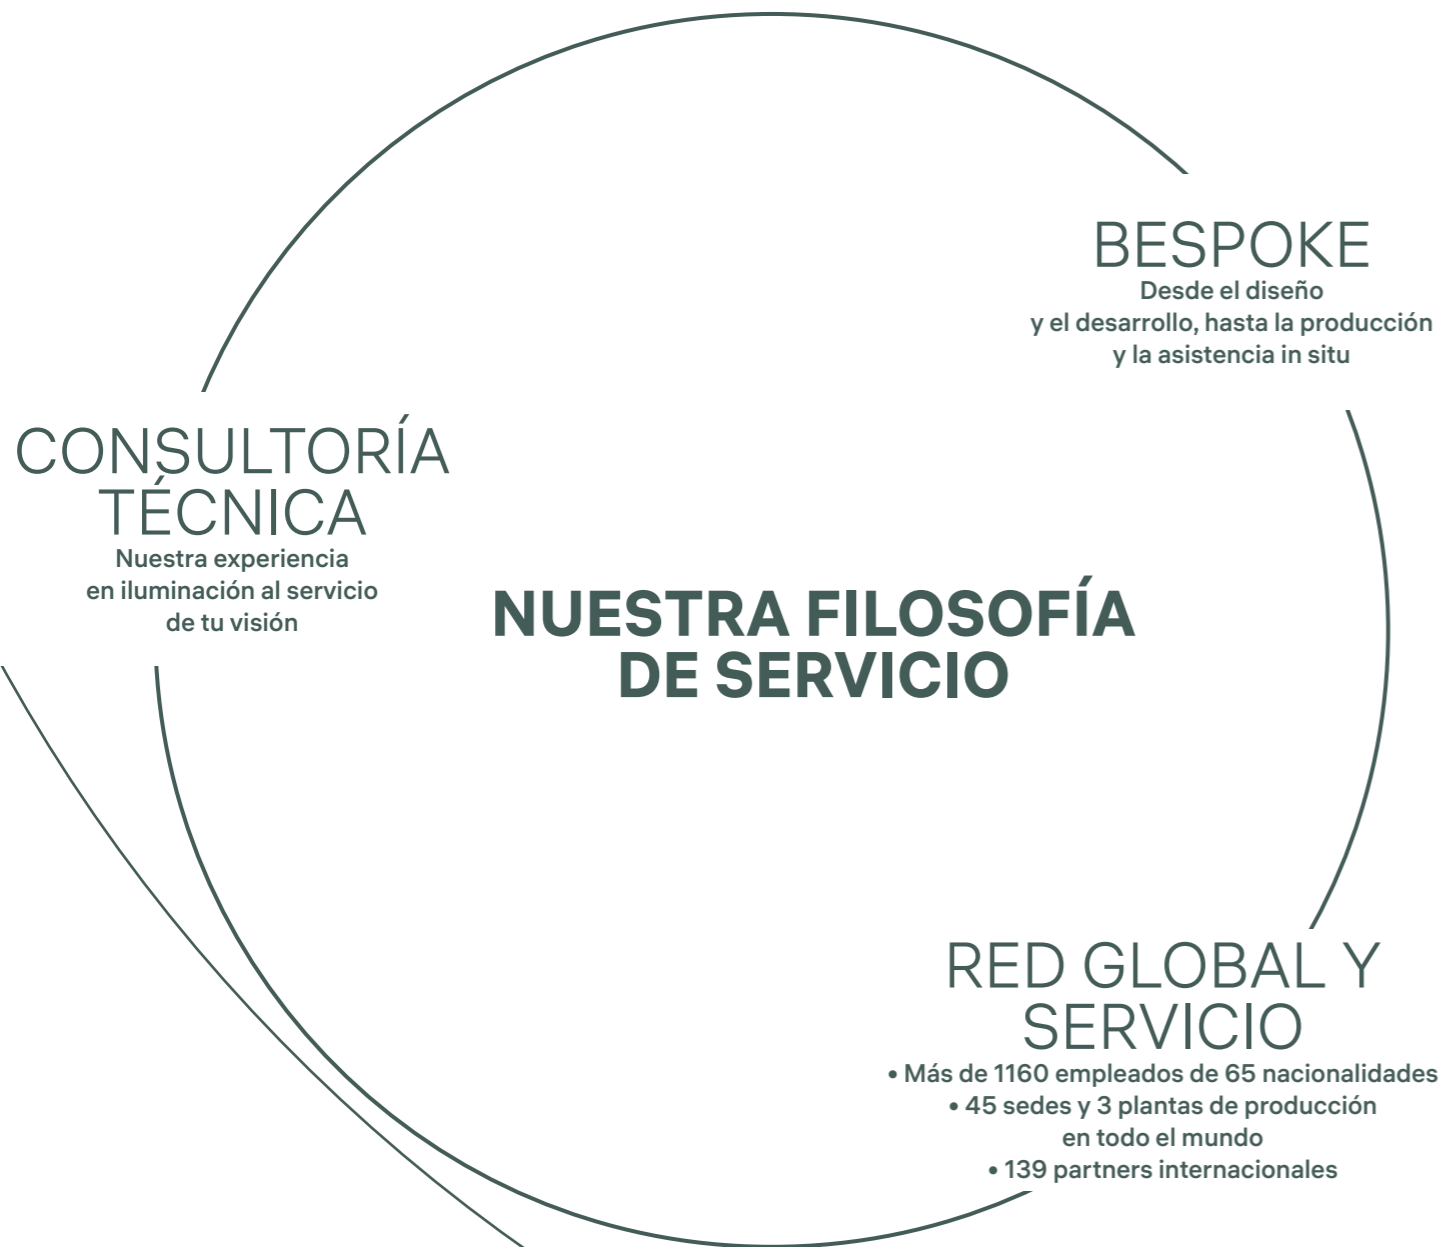 BESPOKE
Desde el diseño
y el desarrollo, hasta la producción
y la asistencia in situ
CONSULTORÍA
TÉCNICA
Nuestra experiencia
en iluminación al servicio
de tu visión
NUESTRA FILOSOFÍA
DE SERVICIO
RED GLOBAL Y
SERVICIO
• Más de 1160 empleados de 65 nacionalidades
• 45 sedes y 3 plantas de producción
en todo el mundo
• 139 partners internacionales